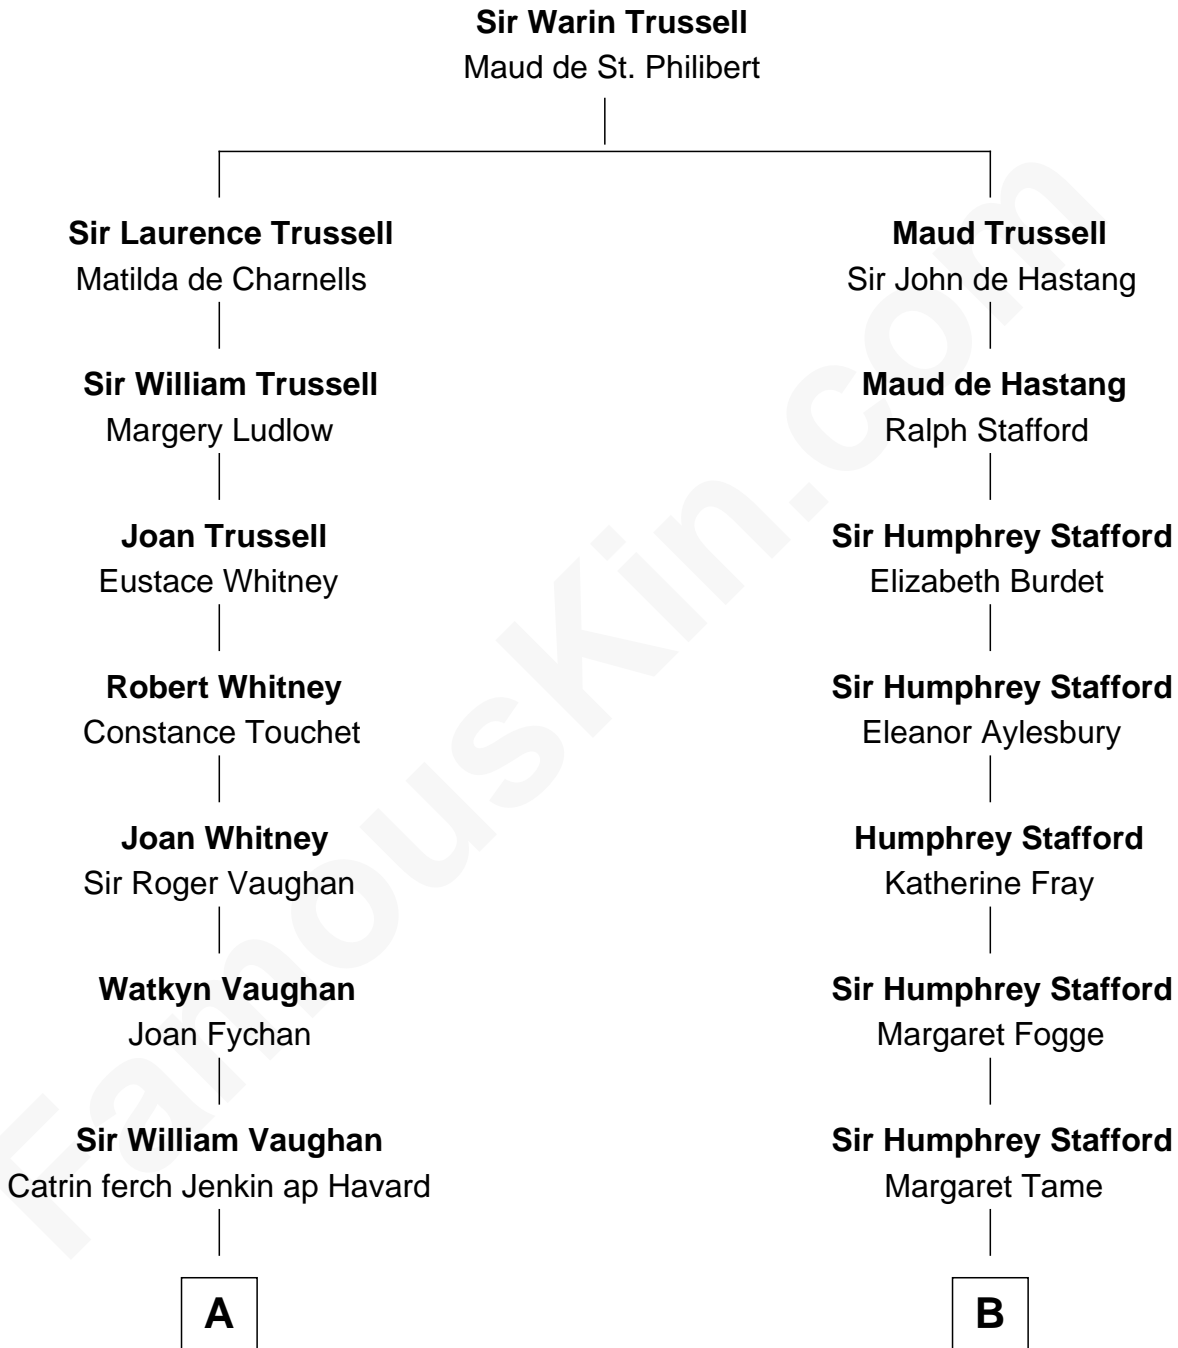 Sir Warin Trussell
Maud de St. Philibert
Sir Laurence Trussell
Matilda de Charnells
Maud Trussell
Sir John de Hastang
Sir William Trussell
Margery Ludlow
Maud de Hastang
Ralph Stafford
Joan Trussell
Eustace Whitney
Sir Humphrey Stafford
Elizabeth Burdet
Robert Whitney
Constance Touchet
Sir Humphrey Stafford
Eleanor Aylesbury
Joan Whitney
Sir Roger Vaughan
Humphrey Stafford
Katherine Fray
Watkyn Vaughan
Joan Fychan
Sir Humphrey Stafford
Margaret Fogge
Sir William Vaughan
Catrin ferch Jenkin ap Havard
Sir Humphrey Stafford
Margaret Tame
A
B
FamousKin.com